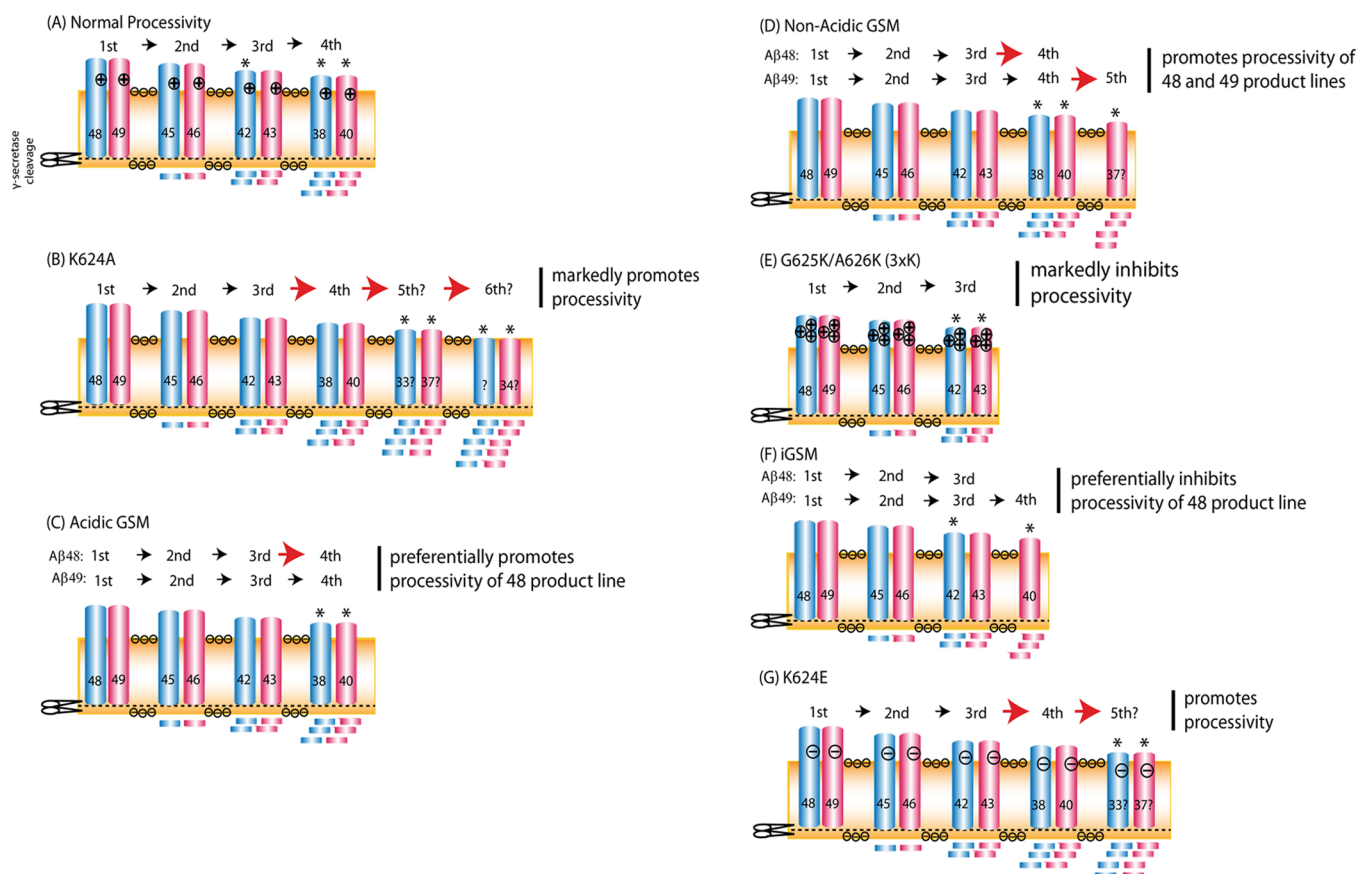 (A) Normal Processivity
1st 2nd 3rd 4th
* * *
48 49 45 46 42 43 38 40
γ-secretase
cleavage
(B) K624A
1st 2nd 3rd 4th 5th? 6th?
markedly promotes
processivity
* * * *
48 49 45 46 42 43 38 40 33? 37? ? 34?
(C) Acidic GSM
Aβ48: 1st 2nd 3rd 4th
Aβ49: 1st 2nd 3rd 4th
preferentially promotes
processivity of 48 product line
* *
48 49 45 46 42 43 38 40
(D) Non-Acidic GSM
Aβ48: 1st 2nd 3rd 4th
Aβ49: 1st 2nd 3rd 4th 5th
promotes processivity of
48 and 49 product lines
* * *
48 49 45 46 42 43 38 40 37?
(E) G625K/A626K (3xK)
1st 2nd 3rd
markedly inhibits
processivity
* *
48 49 45 46 42 43
(F) iGSM
Aβ48: 1st 2nd 3rd
Aβ49: 1st 2nd 3rd 4th
preferentially inhibits
processivity of 48 product line
* *
48 49 45 46 42 43 40
(G) K624E
1st 2nd 3rd 4th 5th?
promotes
processivity
* *
48 49 45 46 42 43 38 40 33? 37?